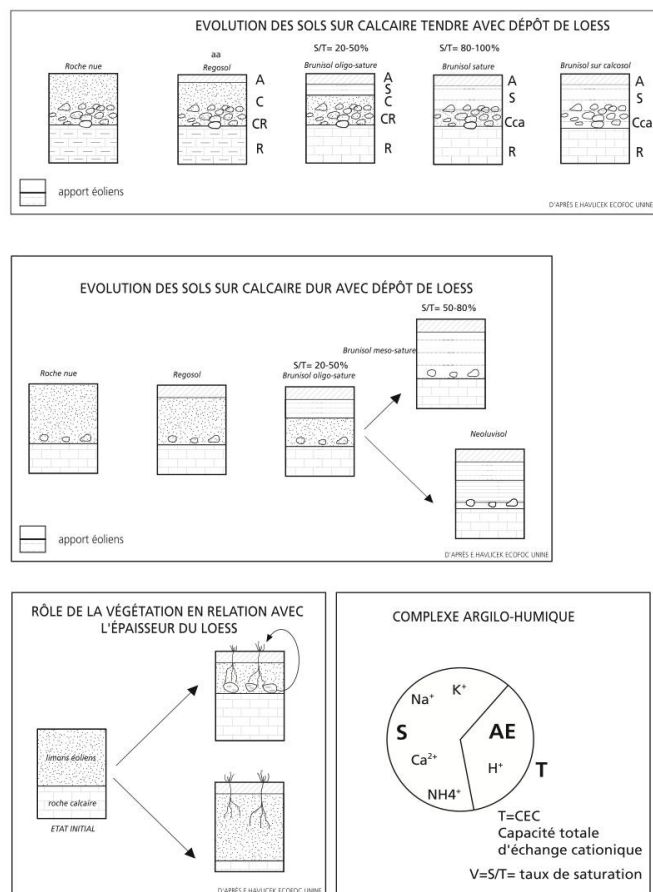 EVOLUTION DES SOLS SUR CALCAIRE TENDRE AVEC DÉPÔT DE LOESS
Roche nue
aa
Regosol
A
C
CR
R
S/T= 20-50%
Brunisol oligo-sature
A
S
C
CR
R
S/T= 80-100%
Brunisol sature
A
S
Cca
R
Brunisol sur calcosol
A
S
Cca
R
apport éoliens
D'APRÈS E.HAVLICEK ECOFOC UNINE
EVOLUTION DES SOLS SUR CALCAIRE DUR AVEC DÉPÔT DE LOESS
Roche nue
Regosol
S/T= 20-50%
Brunisol oligo-sature
S/T= 50-80%
Brunisol meso-sature
Neoluvisol
apport éoliens
D'APRÈS E.HAVLICEK ECOFOC UNINE
RÔLE DE LA VÉGÉTATION EN RELATION AVEC
L'ÉPAISSEUR DU LOESS
limons éoliens
roche calcaire
ETAT INITIAL
D'APRÈS E.HAVLICEK ECOFOC UNINE
COMPLEXE ARGILO-HUMIQUE
Na⁺ K⁺
S AE
Ca²⁺ H⁺ T
NH4⁺
T=CEC
Capacité totale
d'échange cationique
V=S/T= taux de saturation